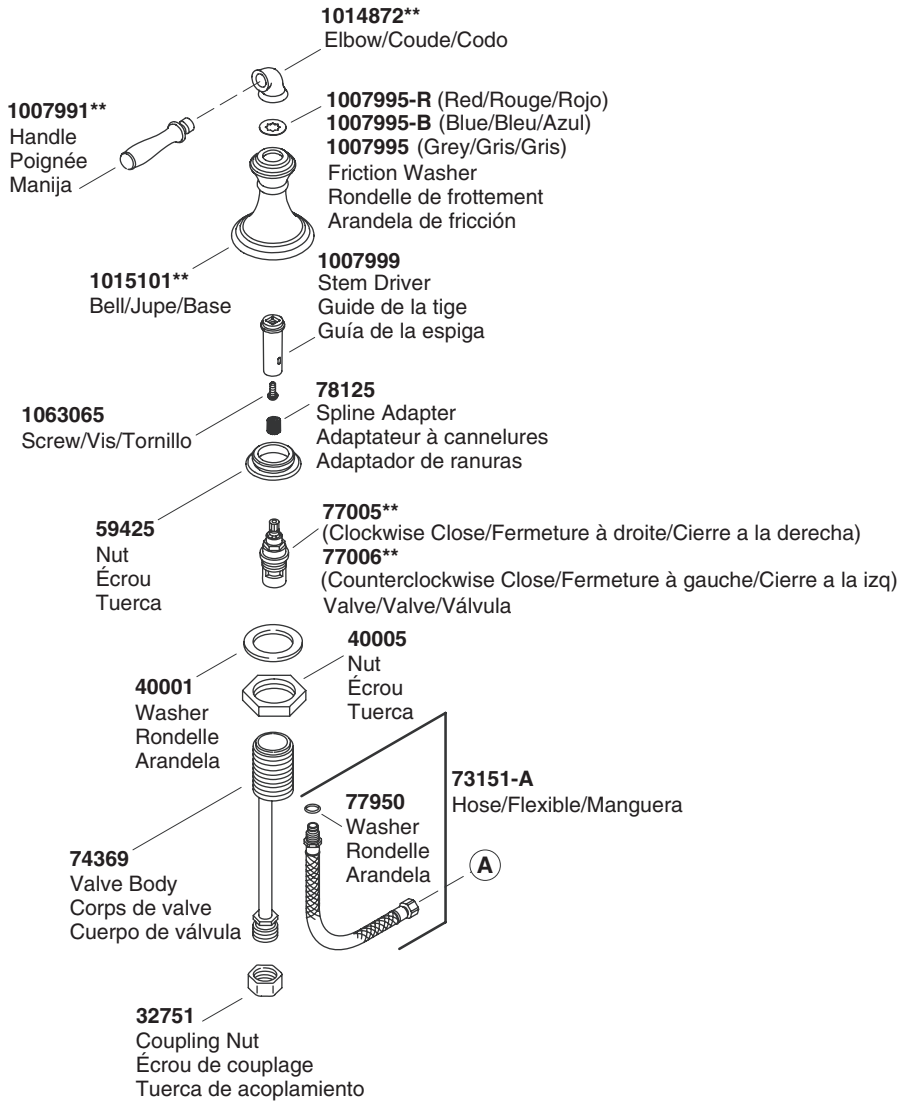 1014872**
Elbow/Coude/Codo
1007991**
Handle
Poignée
Manija
1007995-R (Red/Rouge/Rojo)
1007995-B (Blue/Bleu/Azul)
1007995 (Grey/Gris/Gris)
Friction Washer
Rondelle de frottement
Arandela de fricción
1015101**
Bell/Jupe/Base
1007999
Stem Driver
Guide de la tige
Guía de la espiga
1063065
Screw/Vis/Tornillo
78125
Spline Adapter
Adaptateur à cannelures
Adaptador de ranuras
59425
Nut
Écrou
Tuerca
77005**
(Clockwise Close/Fermeture à droite/Cierre a la derecha)
77006**
(Counterclockwise Close/Fermeture à gauche/Cierre a la izq)
Valve/Valve/Válvula
40001
Washer
Rondelle
Arandela
40005
Nut
Écrou
Tuerca
73151-A
Hose/Flexible/Manguera
77950
Washer
Rondelle
Arandela
A
74369
Valve Body
Corps de valve
Cuerpo de válvula
32751
Coupling Nut
Écrou de couplage
Tuerca de acoplamiento